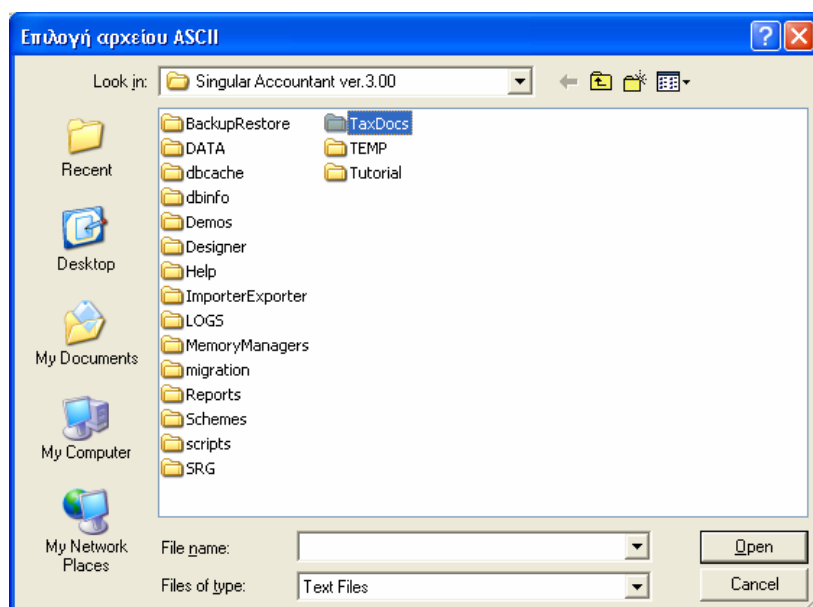 Επιλογή αρχείου ASCII
Look in: Singular Accountant ver.3.00
Recent
Desktop
My Documents
My Computer
My Network
Places
BackupRestore
DATA
dbcache
dbinfo
Demos
Designer
Help
ImporterExporter
LOGS
MemoryManagers
migration
Reports
Schemes
scripts
SRG
TaxDocs
TEMP
Tutorial
File name:
Open
Files of type: Text Files
Cancel